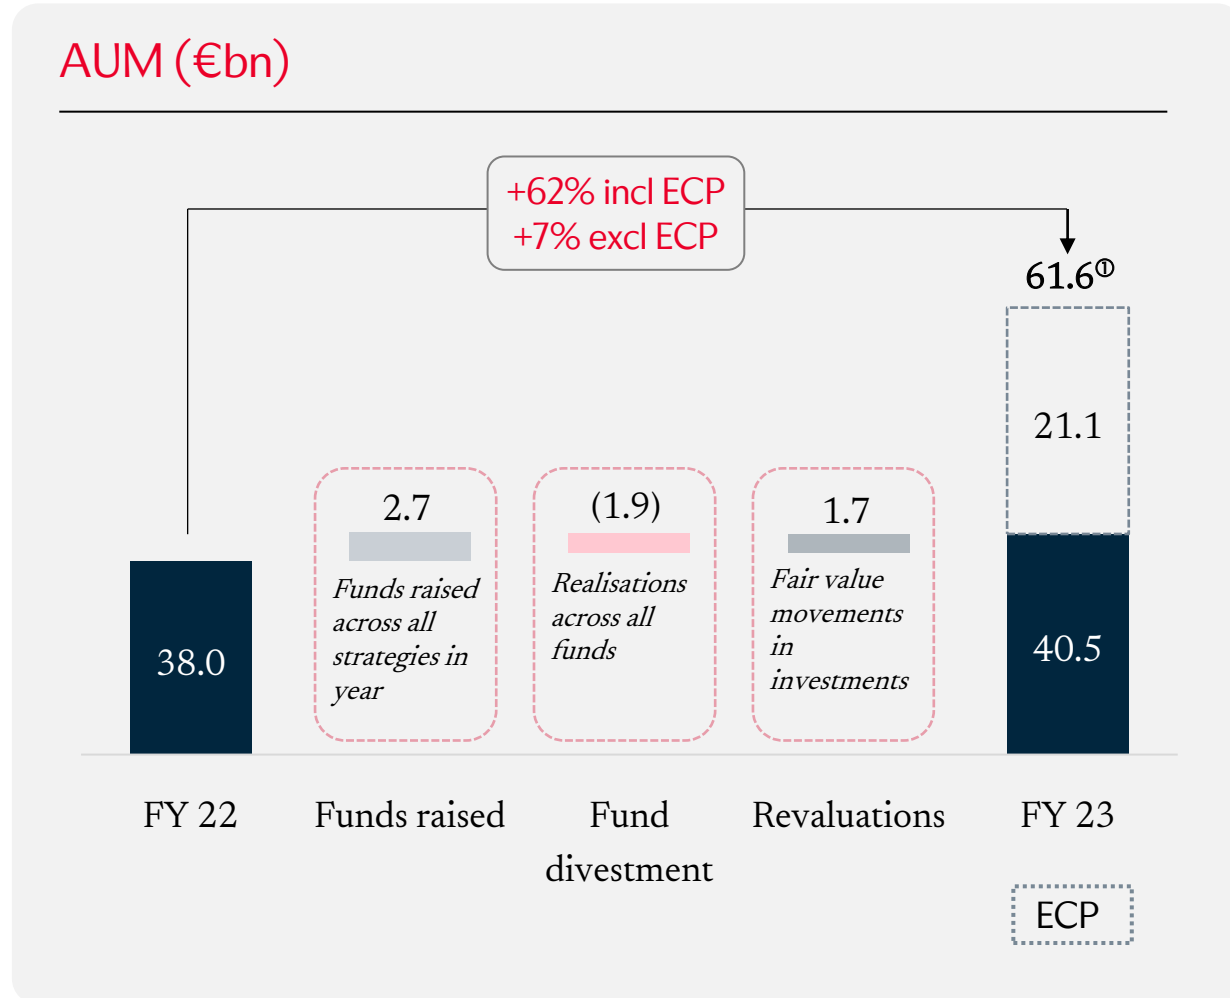 AUM (€bn)
+62% incl ECP
+7% excl ECP
61.6①
21.1
2.7
(1.9)
1.7
Funds raised
across all
strategies in
year
Realisations
across all
funds
Fair value
movements
in
investments
38.0
40.5
FY 22
Funds raised
Fund
divestment
Revaluations
FY 23
ECP